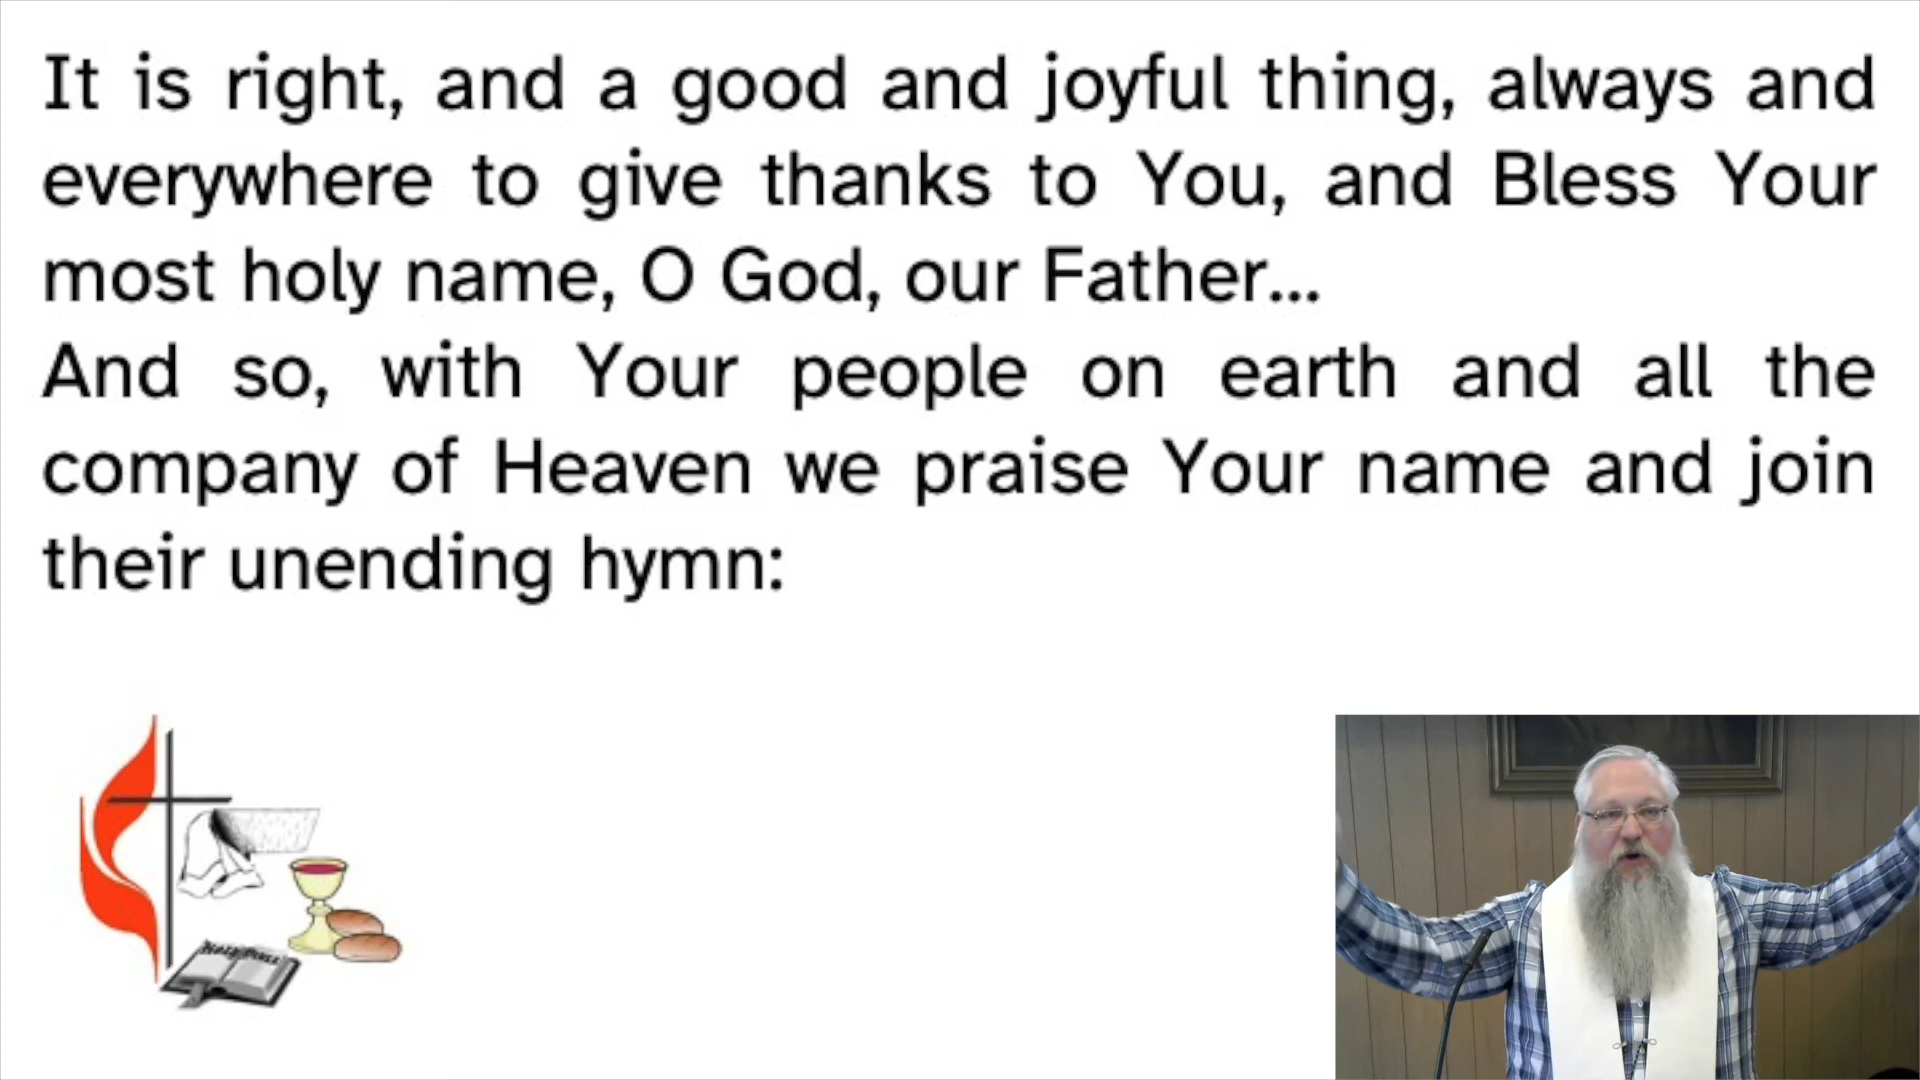 It is right, and a good and joyful thing, always and
everywhere to give thanks to You, and Bless Your
most holy name, O God, our Father...
And so, with Your people on earth and all the
company of Heaven we praise Your name and join
their unending hymn:
Holy Bible